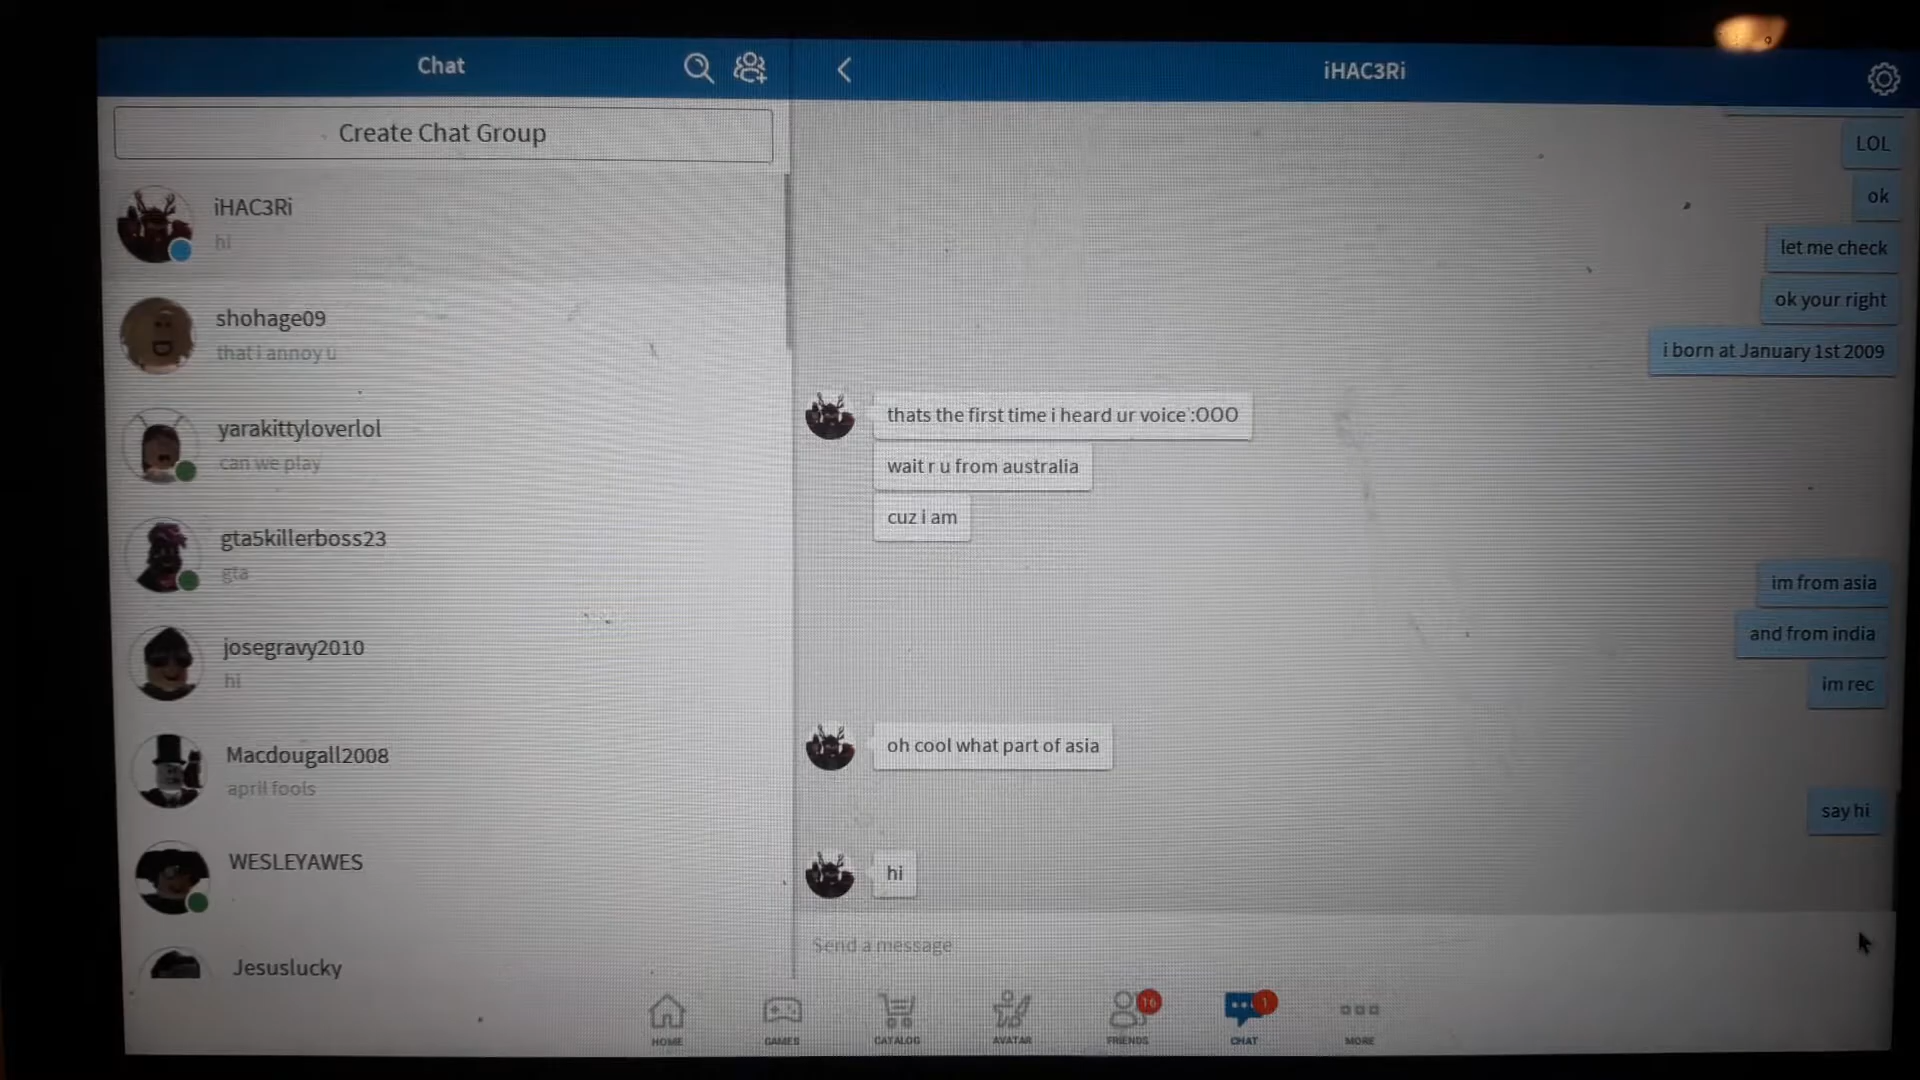 Chat
Create Chat Group
iHAC3Ri
hi
shohage09
that i annoy u
yarakittyloverlol
can we play
gta5killerboss23
gta
josegravy2010
hi
Macdougall2008
april fools
WESLEYAWES
Jesuslucky
iHAC3Ri
LOL
ok
let me check
ok your right
i born at January 1st 2009
thats the first time i heard ur voice :OOO
wait r u from australia
cuz i am
im from asia
and from india
im rec
oh cool what part of asia
say hi
hi
Send a message
HOME
GAMES
CATALOG
AVATAR
16
FRIENDS
1
CHAT
MORE